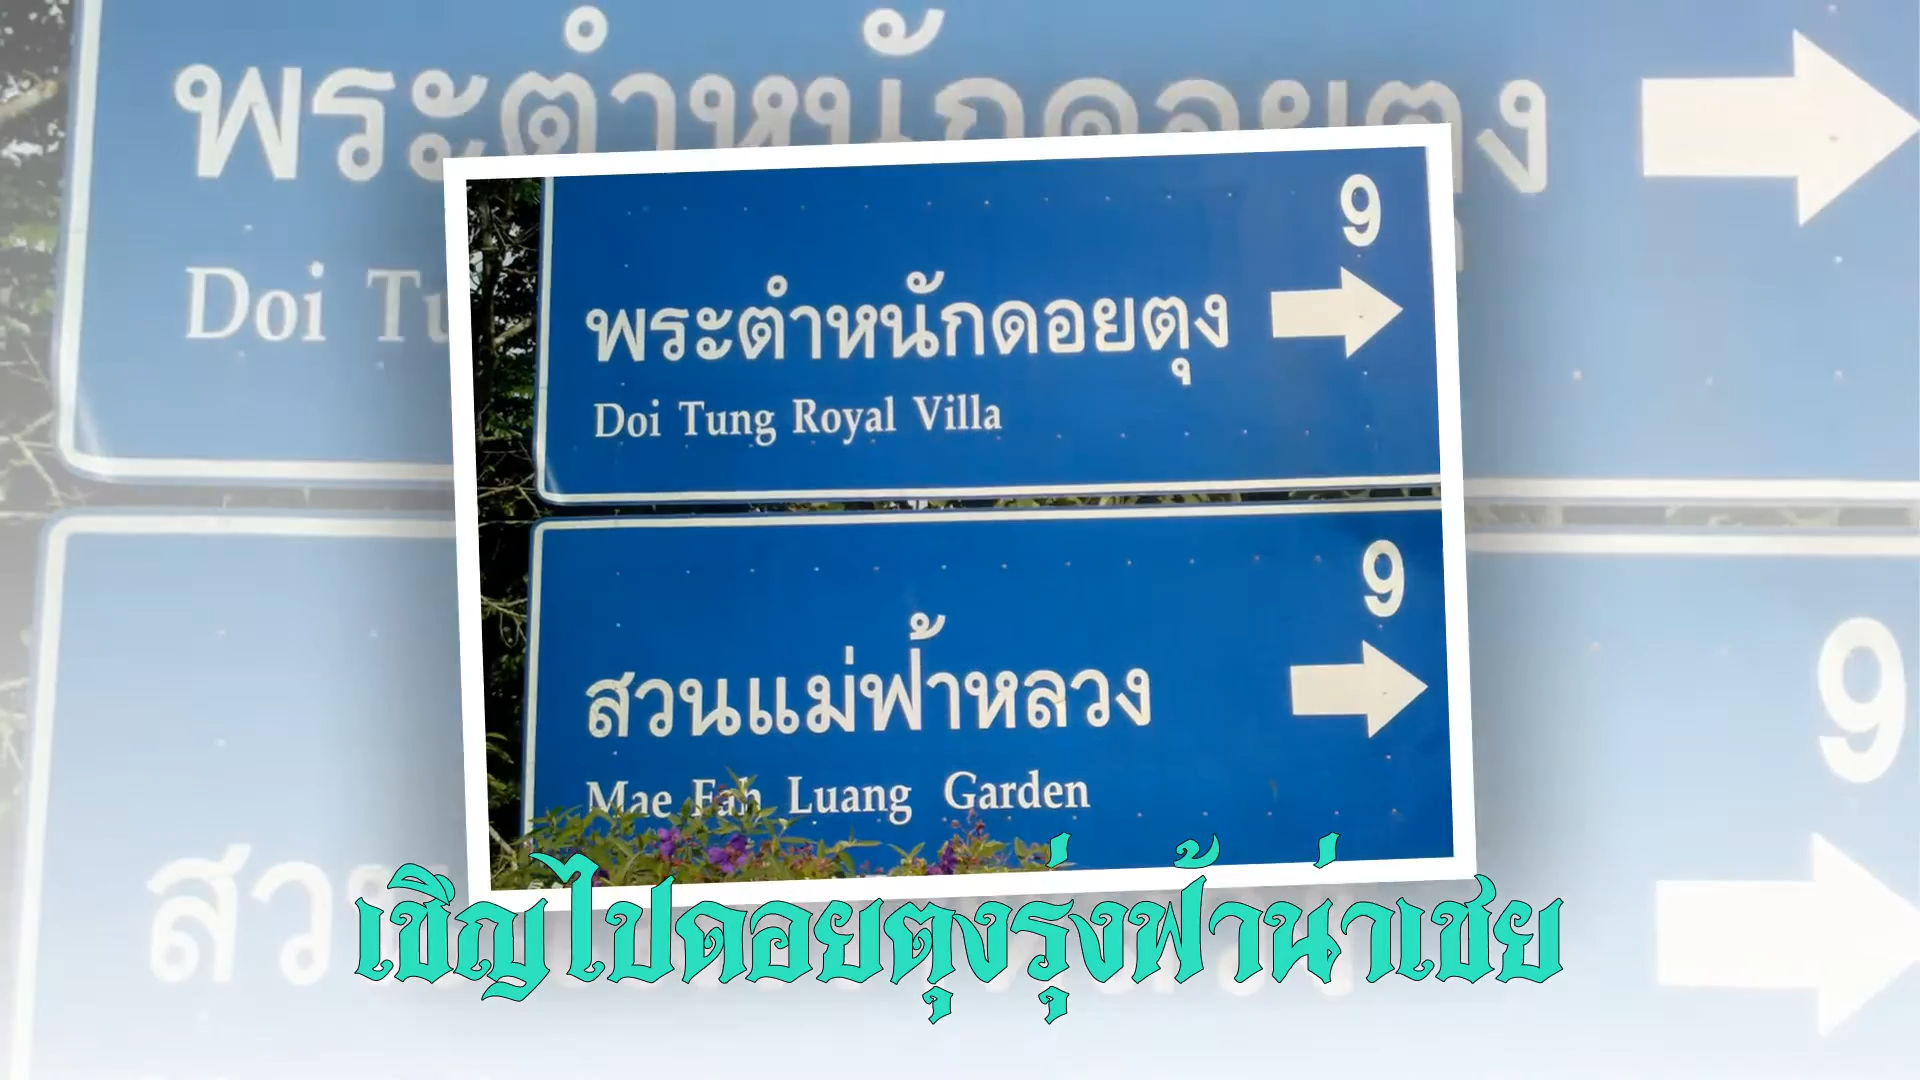 9
พระตำหนักดอยตุง
Doi Tung Royal Villa
9
สวนแม่ฟ้าหลวง
Mae Fah Luang Garden
เชิญไปดอยตุงรุ่งฟ้าน่าเชย